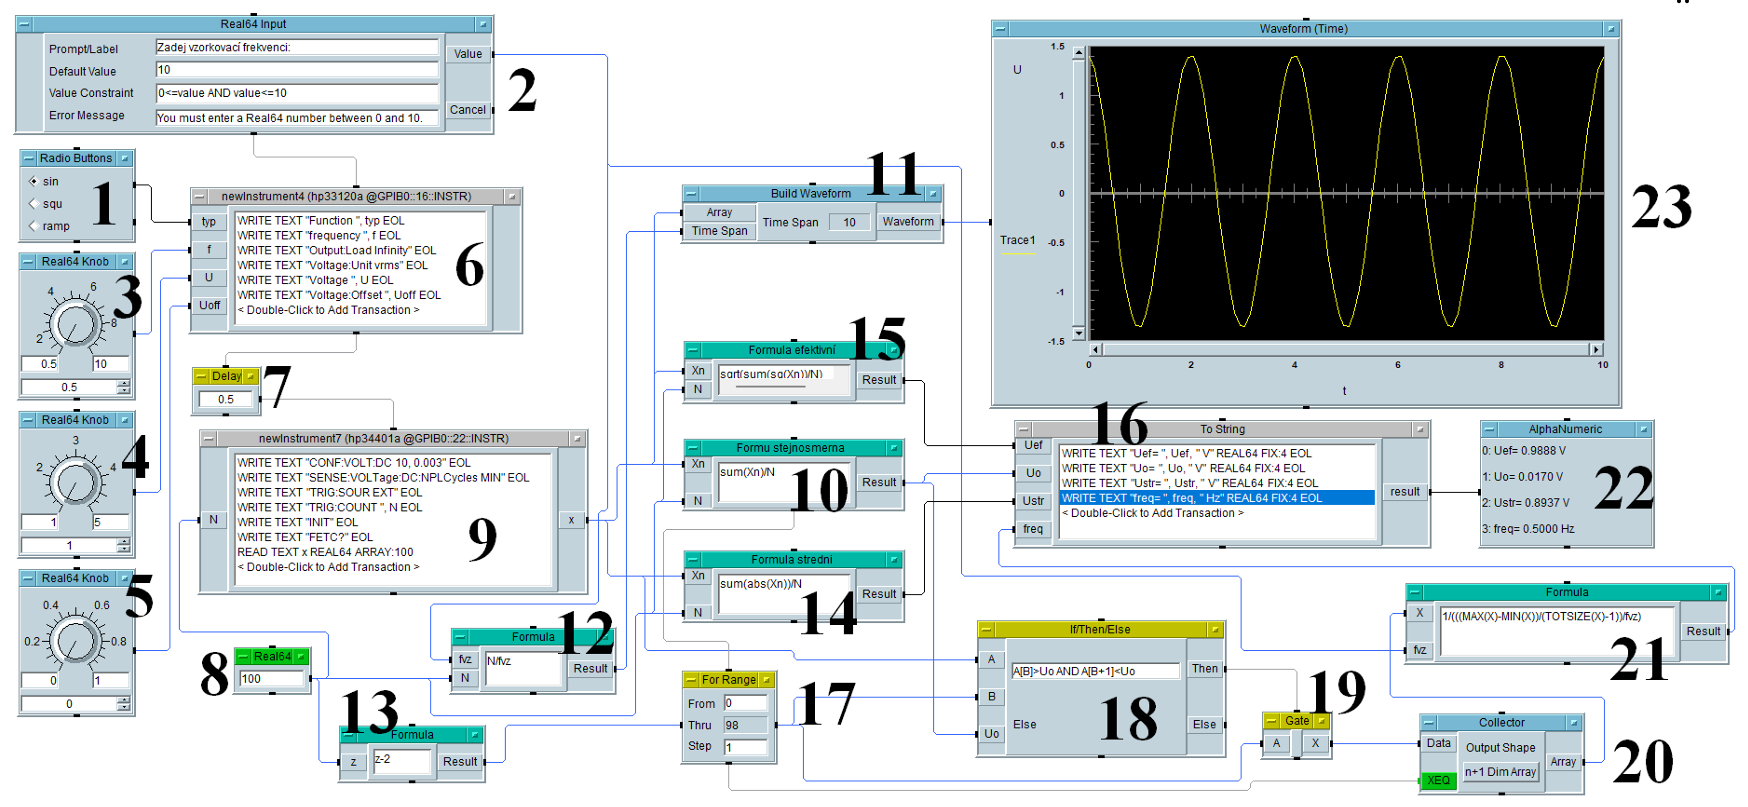 Real64 Input
Prompt/Label
Zadej vzorkovací frekvenci:
Default Value
10
Value Constraint
0<=value AND value<=10
Error Message
You must enter a Real64 number between 0 and 10.
Value
Cancel
2
Radio Buttons
sin
squ
ramp
1
Real64 Knob
2
4
6
8
0.5
10
0.5
3
Real64 Knob
2
3
4
1
5
1
4
Real64 Knob
0.2
0.4
0.6
0.8
0
1
0
5
newInstrument4 (hp33120a @GPIB0::16::INSTR)
typ
f
U
Uoff
WRITE TEXT "Function ", typ EOL
WRITE TEXT "frequency ", f EOL
WRITE TEXT "Output:Load Infinity" EOL
WRITE TEXT "Voltage:Unit vrms" EOL
WRITE TEXT "Voltage ", U EOL
WRITE TEXT "Voltage:Offset ", Uoff EOL
< Double-Click to Add Transaction >
6
Delay
0.5
7
newInstrument7 (hp34401a @GPIB0::22::INSTR)
N
WRITE TEXT "CONF:VOLT:DC 10, 0.003" EOL
WRITE TEXT "SENSE:VOLTage:DC:NPLCycles MIN" EOL
WRITE TEXT "TRIG:SOUR EXT" EOL
WRITE TEXT "TRIG:COUNT ", N EOL
WRITE TEXT "INIT" EOL
WRITE TEXT "FETC?" EOL
READ TEXT x REAL64 ARRAY:100
< Double-Click to Add Transaction >
x
9
Real64
100
8
Formula
fvz
N
N/fvz
Result
12
Formula
z
z-2
Result
13
Build Waveform
Array
Time Span
Time Span
10
Waveform
11
Formula efektivní
Xn
N
sqrt(sum(sq(Xn))/N)
Result
15
Formu stejnosmerna
Xn
N
sum(Xn)/N
Result
10
Formula stredni
Xn
N
sum(abs(Xn))/N
Result
14
For Range
From
0
Thru
98
Step
1
17
If/Then/Else
A
B
Uo
A[B]>Uo AND A[B+1]<Uo
Else
Then
Else
18
Gate
A
X
19
Collector
Data
XEQ
Output Shape
n+1 Dim Array
Array
20
Formula
X
fvz
1/(((MAX(X)-MIN(X))/(TOTSIZE(X)-1))/fvz)
Result
21
To String
Uef
Uo
Ustr
freq
WRITE TEXT "Uef= ", Uef, " V" REAL64 FIX:4 EOL
WRITE TEXT "Uo= ", Uo, " V" REAL64 FIX:4 EOL
WRITE TEXT "Ustr= ", Ustr, " V" REAL64 FIX:4 EOL
WRITE TEXT "freq= ", freq, " Hz" REAL64 FIX:4 EOL
< Double-Click to Add Transaction >
result
16
AlphaNumeric
0: Uef= 0.9888 V
1: Uo= 0.0170 V
2: Ustr= 0.8937 V
3: freq= 0.5000 Hz
22
Waveform (Time)
U
Trace1
1.5
1
0.5
0
-0.5
-1
-1.5
0
2
4
6
8
10
t
23